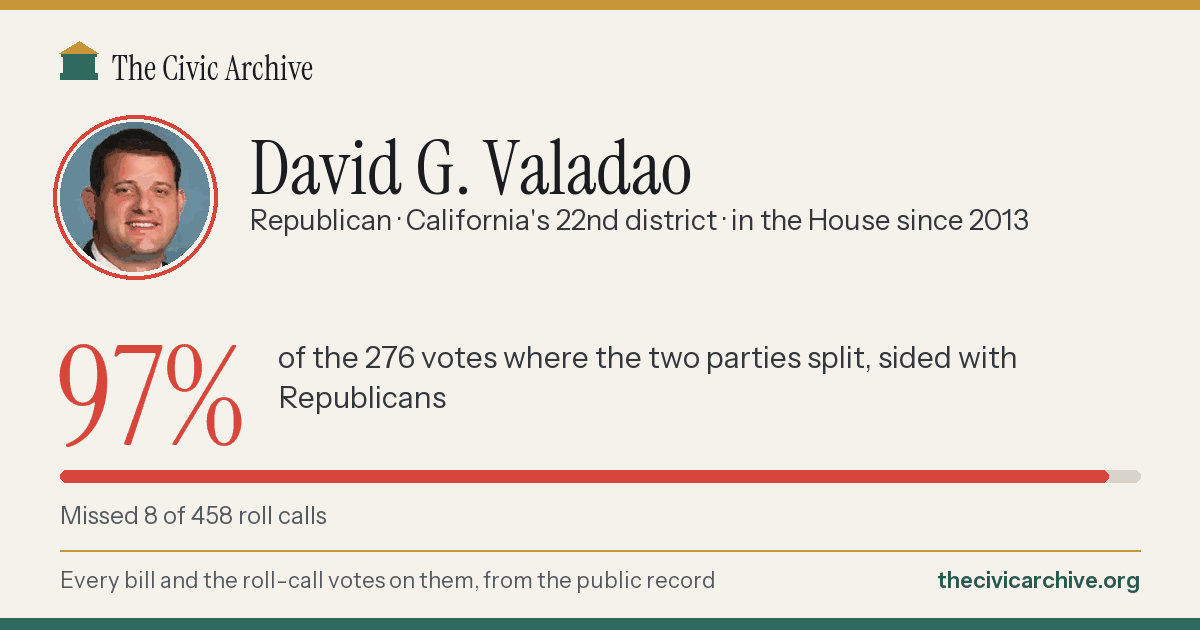 The Civic Archive
David G. Valadao
Republican · California's 22nd district · in the House since 2013
97%
of the 276 votes where the two parties split, sided with
Republicans
Missed 8 of 458 roll calls
Every bill and the roll-call votes on them, from the public record
thecivicarchive.org